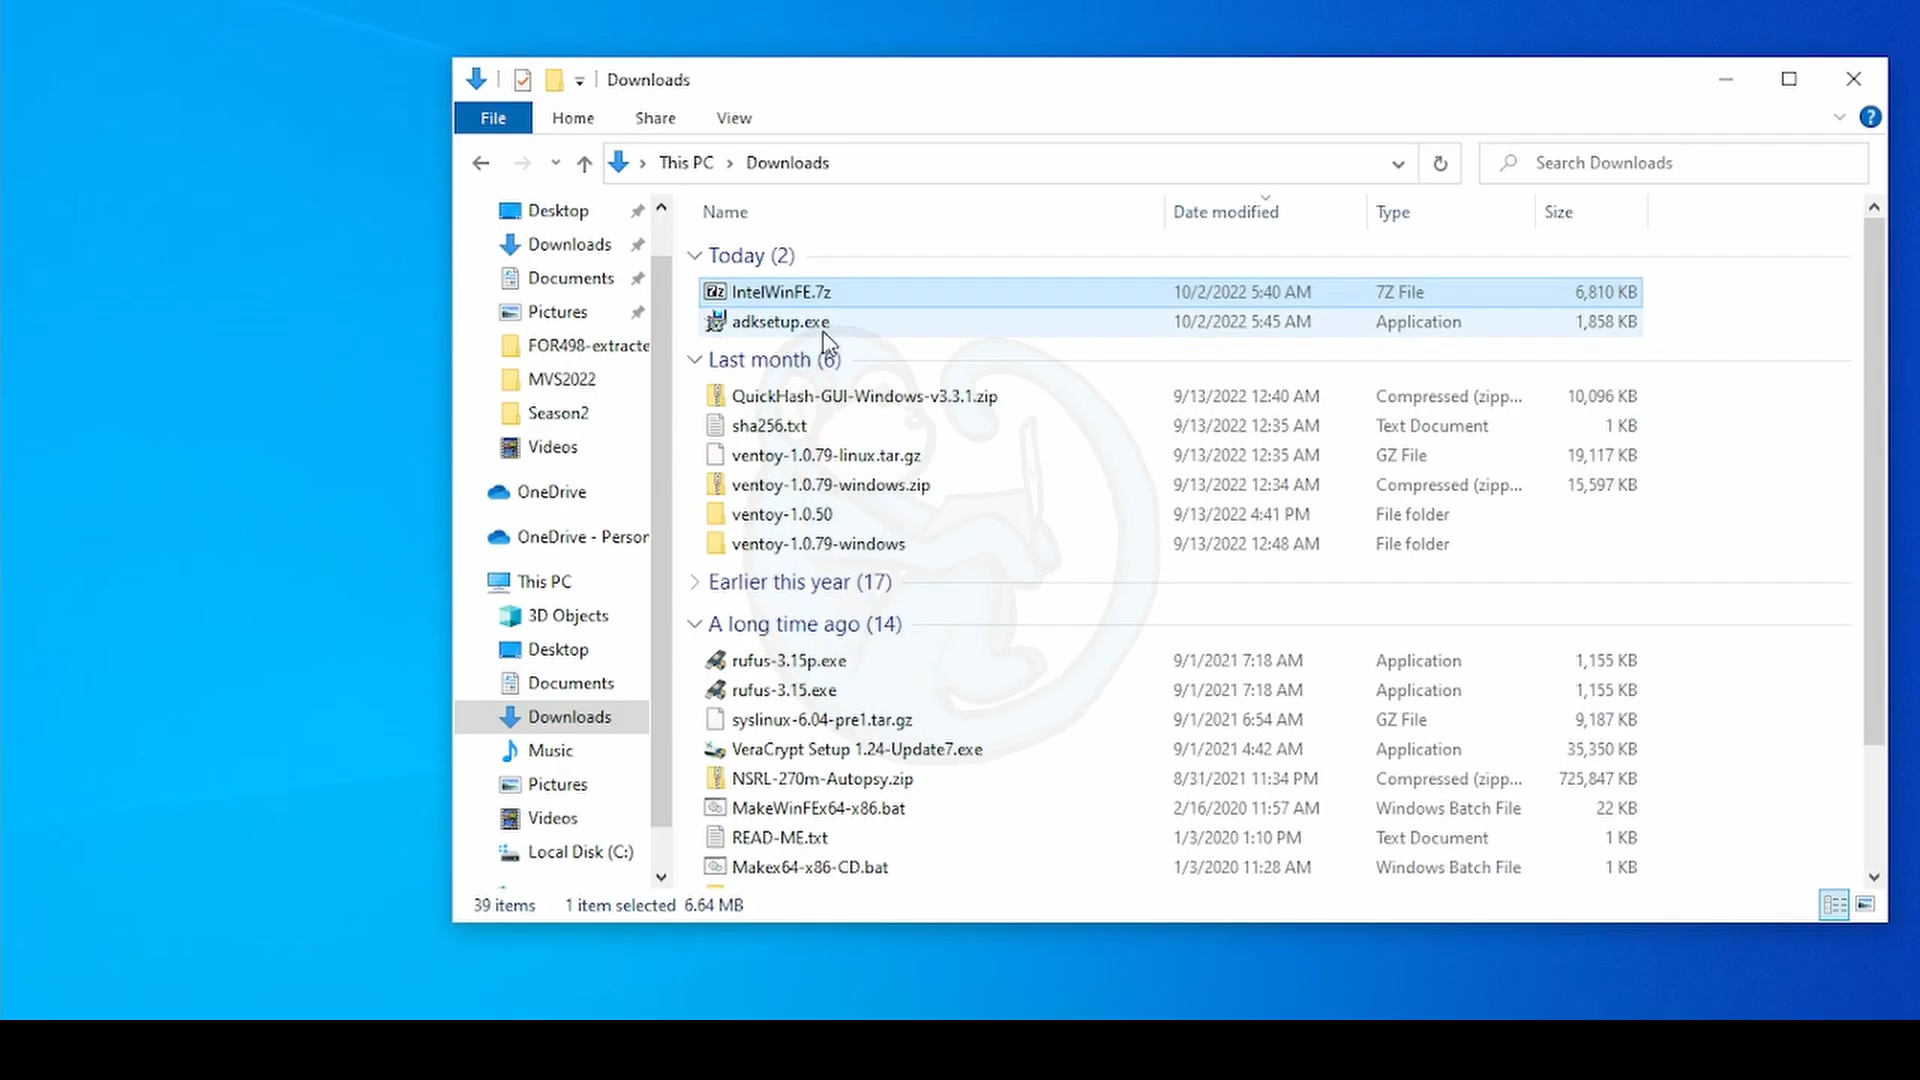 Downloads
File Home Share View
This PC Downloads Search Downloads
Name Date modified Type Size
Desktop
Downloads
Documents
Pictures
FOR498-extracte
MVS2022
Season2
Videos
OneDrive
OneDrive - Person
This PC
3D Objects
Desktop
Documents
Downloads
Music
Pictures
Videos
Local Disk (C:)
Today (2)
IntelWinFE.7z 10/2/2022 5:40 AM 7Z File 6,810 KB
adksetup.exe 10/2/2022 5:45 AM Application 1,858 KB
Last month (6)
QuickHash-GUI-Windows-v3.3.1.zip 9/13/2022 12:40 AM Compressed (zipp... 10,096 KB
sha256.txt 9/13/2022 12:35 AM Text Document 1 KB
ventoy-1.0.79-linux.tar.gz 9/13/2022 12:35 AM GZ File 19,117 KB
ventoy-1.0.79-windows.zip 9/13/2022 12:34 AM Compressed (zipp... 15,597 KB
ventoy-1.0.50 9/13/2022 4:41 PM File folder
ventoy-1.0.79-windows 9/13/2022 12:48 AM File folder
Earlier this year (17)
A long time ago (14)
rufus-3.15p.exe 9/1/2021 7:18 AM Application 1,155 KB
rufus-3.15.exe 9/1/2021 7:18 AM Application 1,155 KB
syslinux-6.04-pre1.tar.gz 9/1/2021 6:54 AM GZ File 9,187 KB
VeraCrypt Setup 1.24-Update7.exe 9/1/2021 4:42 AM Application 35,350 KB
NSRL-270m-Autopsy.zip 8/31/2021 11:34 PM Compressed (zipp... 725,847 KB
MakeWinFEx64-x86.bat 2/16/2020 11:57 AM Windows Batch File 22 KB
READ-ME.txt 1/3/2020 1:10 PM Text Document 1 KB
Makex64-x86-CD.bat 1/3/2020 11:28 AM Windows Batch File 1 KB
39 items 1 item selected 6.64 MB